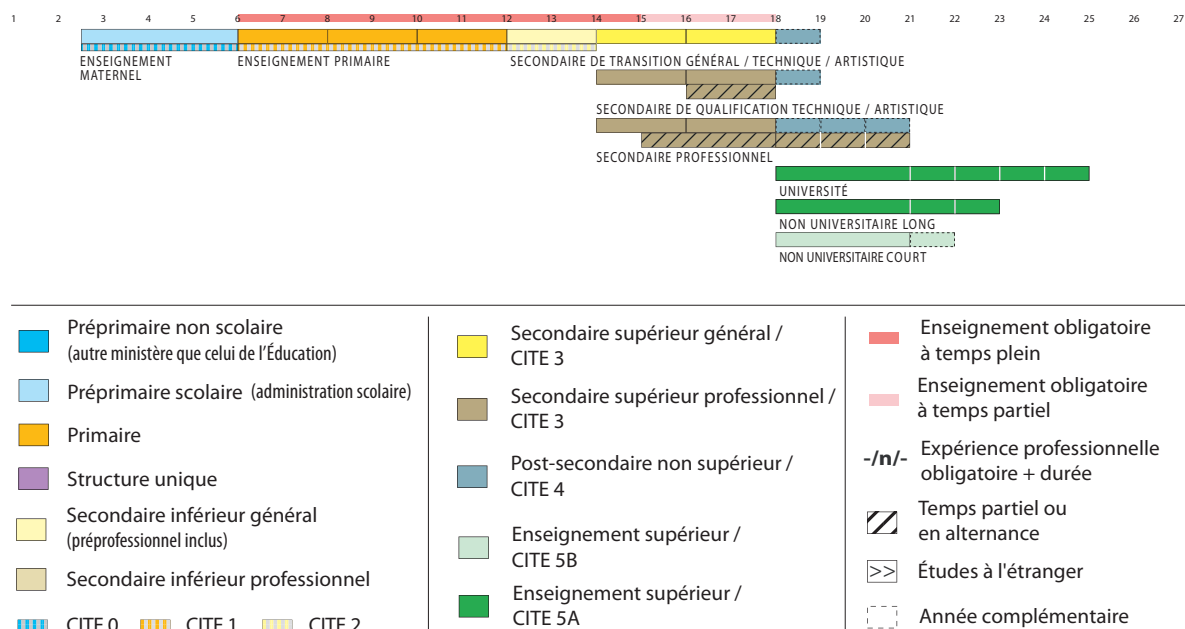 1 2 3 4 5 6 7 8 9 10 11 12 13 14 15 16 17 18 19 20 21 22 23 24 25 26 27
ENSEIGNEMENT
MATERNEL
ENSEIGNEMENT PRIMAIRE
SECONDAIRE DE TRANSITION GÉNÉRAL / TECHNIQUE / ARTISTIQUE
SECONDAIRE DE QUALIFICATION TECHNIQUE / ARTISTIQUE
SECONDAIRE PROFESSIONNEL
UNIVERSITÉ
NON UNIVERSITAIRE LONG
NON UNIVERSITAIRE COURT
Préprimaire non scolaire
(autre ministère que celui de l'Éducation)
Préprimaire scolaire (administration scolaire)
Primaire
Structure unique
Secondaire inférieur général
(préprofessionnel inclus)
Secondaire inférieur professionnel
CITE 0 CITE 1 CITE 2
Secondaire supérieur général /
CITE 3
Secondaire supérieur professionnel /
CITE 3
Post-secondaire non supérieur /
CITE 4
Enseignement supérieur /
CITE 5B
Enseignement supérieur /
CITE 5A
Enseignement obligatoire
à temps plein
Enseignement obligatoire
à temps partiel
-/n/- Expérience professionnelle
obligatoire + durée
Temps partiel ou
en alternance
>> Études à l'étranger
Année complémentaire